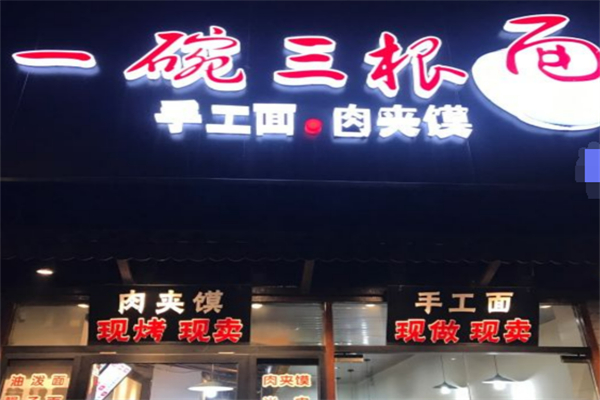 一碗三根面
手工面·肉夹馍
肉夹馍
现烤 现卖
手工面
现做 现卖
油泼面
肉夹馍